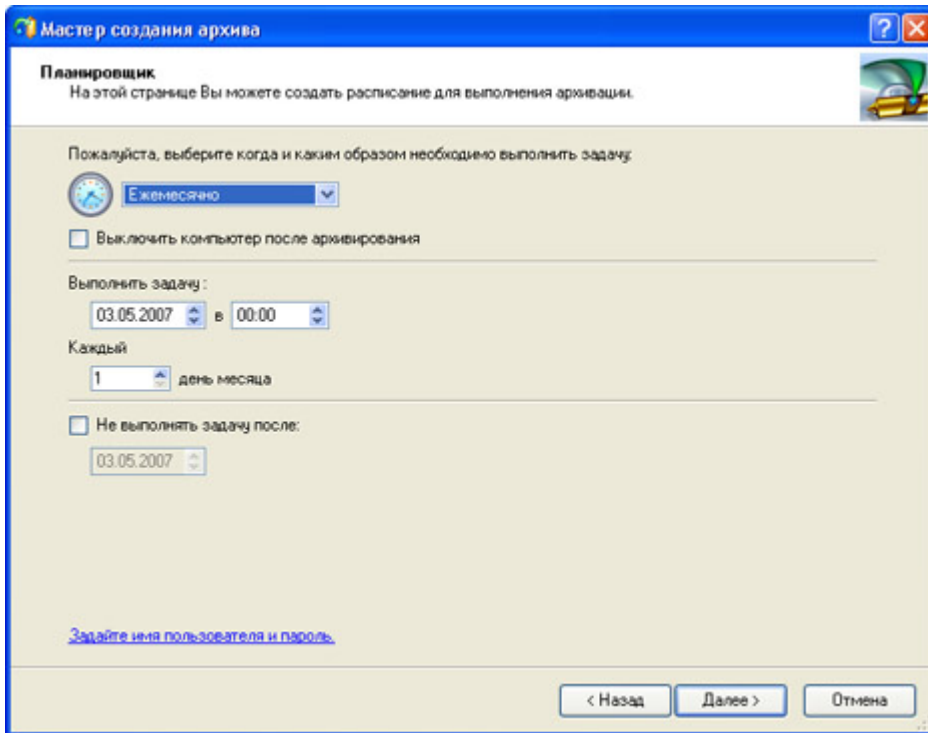 Мастер создания архива
Планировщик
На этой странице Вы можете создать расписание для выполнения архивации.
Пожалуйста, выберите когда и каким образом необходимо выполнить задачу:
Ежемесячно
Выключить компьютер после архивирования
Выполнить задачу :
03.05.2007 в 00:00
Каждый
1 день месяца
Не выполнять задачу после:
03.05.2007
Задайте имя пользователя и пароль.
< Назад Далее > Отмена